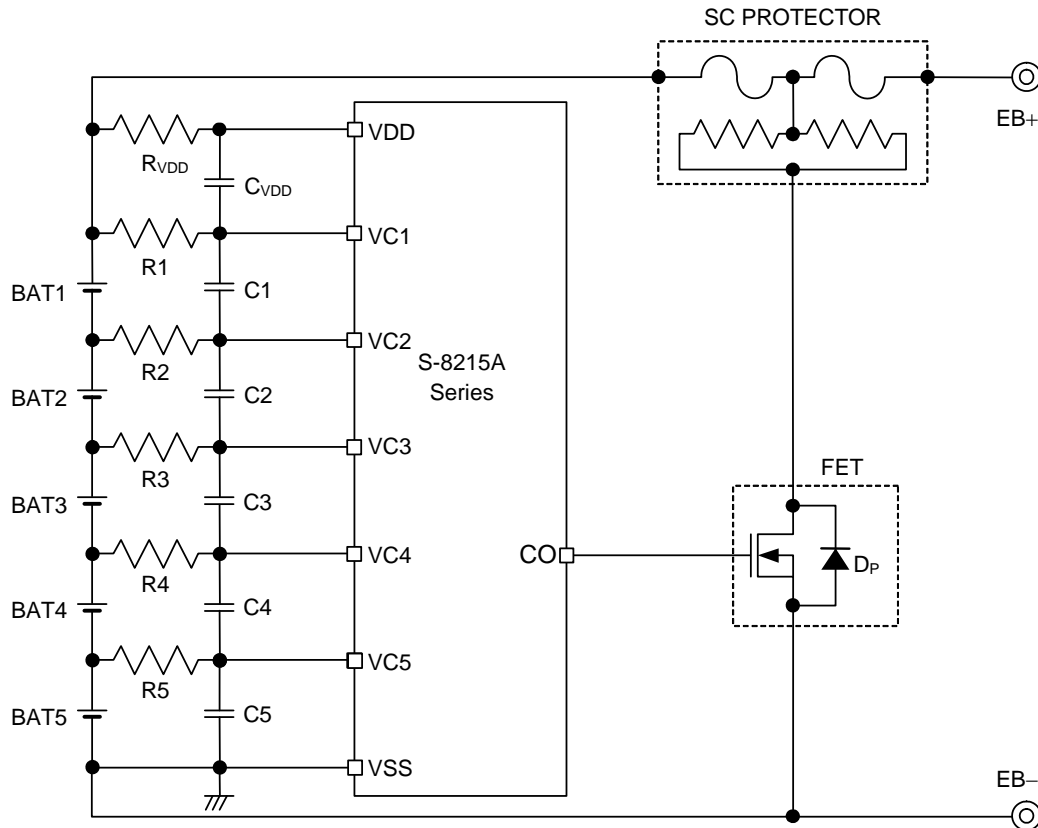 SC PROTECTOR
EB+
VDD
RVDD
CVDD
VC1
R1
BAT1
C1
VC2
R2
S-8215A
Series
BAT2
C2
VC3
R3
FET
BAT3
C3
VC4
CO
DP
R4
BAT4
C4
VC5
R5
BAT5
C5
VSS
EB−